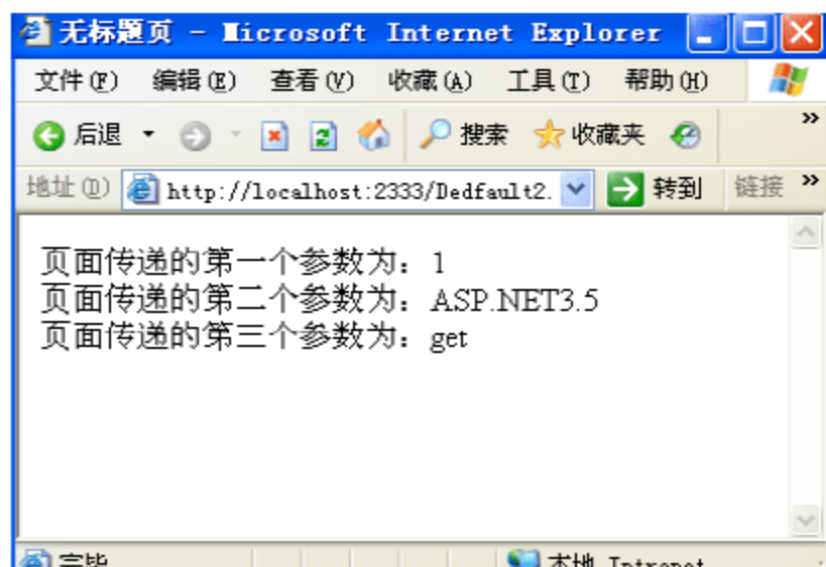 无标题页 - Microsoft Internet Explorer
文件(F) 编辑(E) 查看(V) 收藏(A) 工具(T) 帮助(H)
后退 搜索 收藏夹 »
地址(D) http://localhost:2333/Dedfault2. 转到 链接 »
页面传递的第一个参数为：1
页面传递的第二个参数为：ASP.NET3.5
页面传递的第三个参数为：get
完毕 本地 Intranet